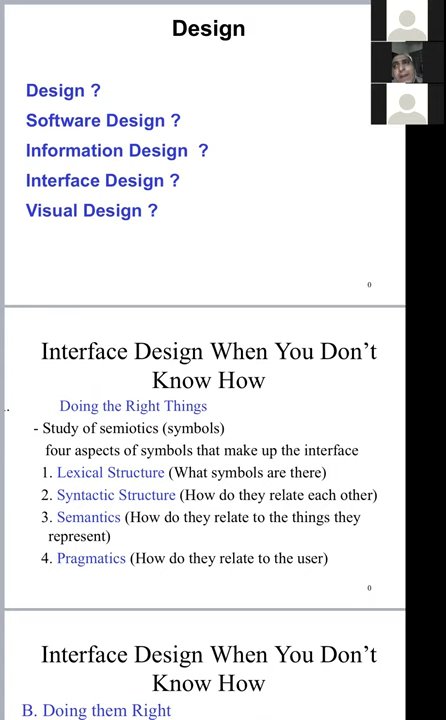 Design
Design ?
Software Design ?
Information Design ?
Interface Design ?
Visual Design ?
0
Interface Design When You Don’t
Know How
..
Doing the Right Things
- Study of semiotics (symbols)
four aspects of symbols that make up the interface
1. Lexical Structure (What symbols are there)
2. Syntactic Structure (How do they relate each other)
3. Semantics (How do they relate to the things they
represent)
4. Pragmatics (How do they relate to the user)
0
Interface Design When You Don’t
Know How
B. Doing them Right